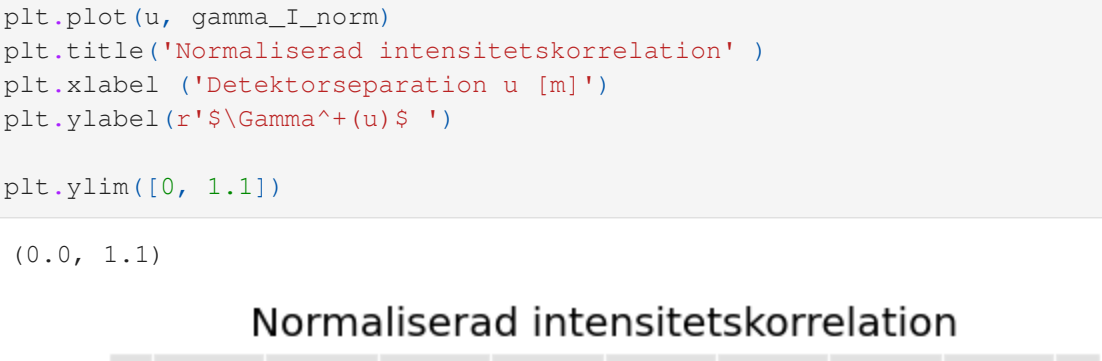 plt.plot(u, gamma_I_norm)
plt.title('Normaliserad intensitetskorrelation' )
plt.xlabel ('Detektorseparation u [m]')
plt.ylabel(r'$\Gamma^+(u)$ ')
plt.ylim([0, 1.1])
(0.0, 1.1)
Normaliserad intensitetskorrelation